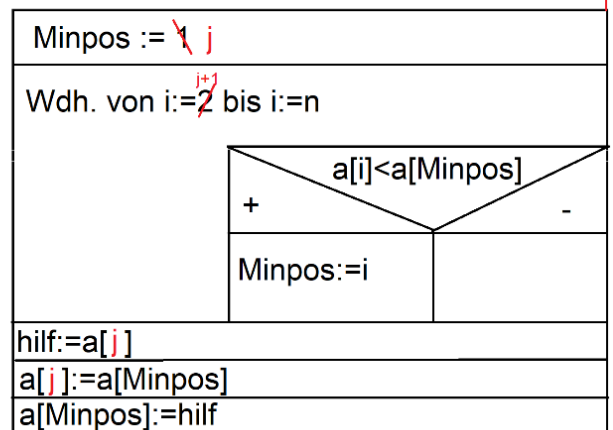 Minpos := 1 j
j+1
Wdh. von i:=2 bis i:=n
a[i]<a[Minpos]
+ -
Minpos:=i
hilf:=a[j]
a[j]:=a[Minpos]
a[Minpos]:=hilf